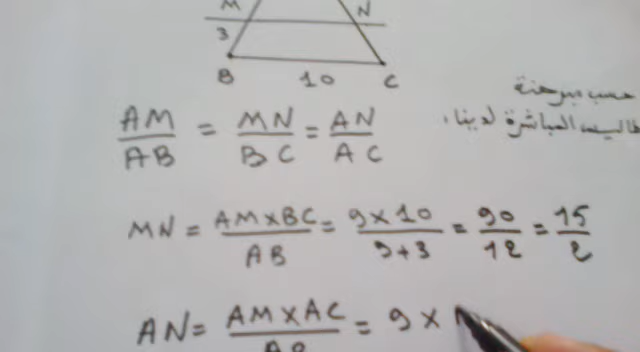 M N
3
B 10 C
حسب مبرهنة
طاليس المباشرة لدينا،
AM/AB = MN/BC = AN/AC
MN = AM×BC/AB = 9×10/9+3 = 90/12 = 15/2
AN = AM×AC/AB = 9×